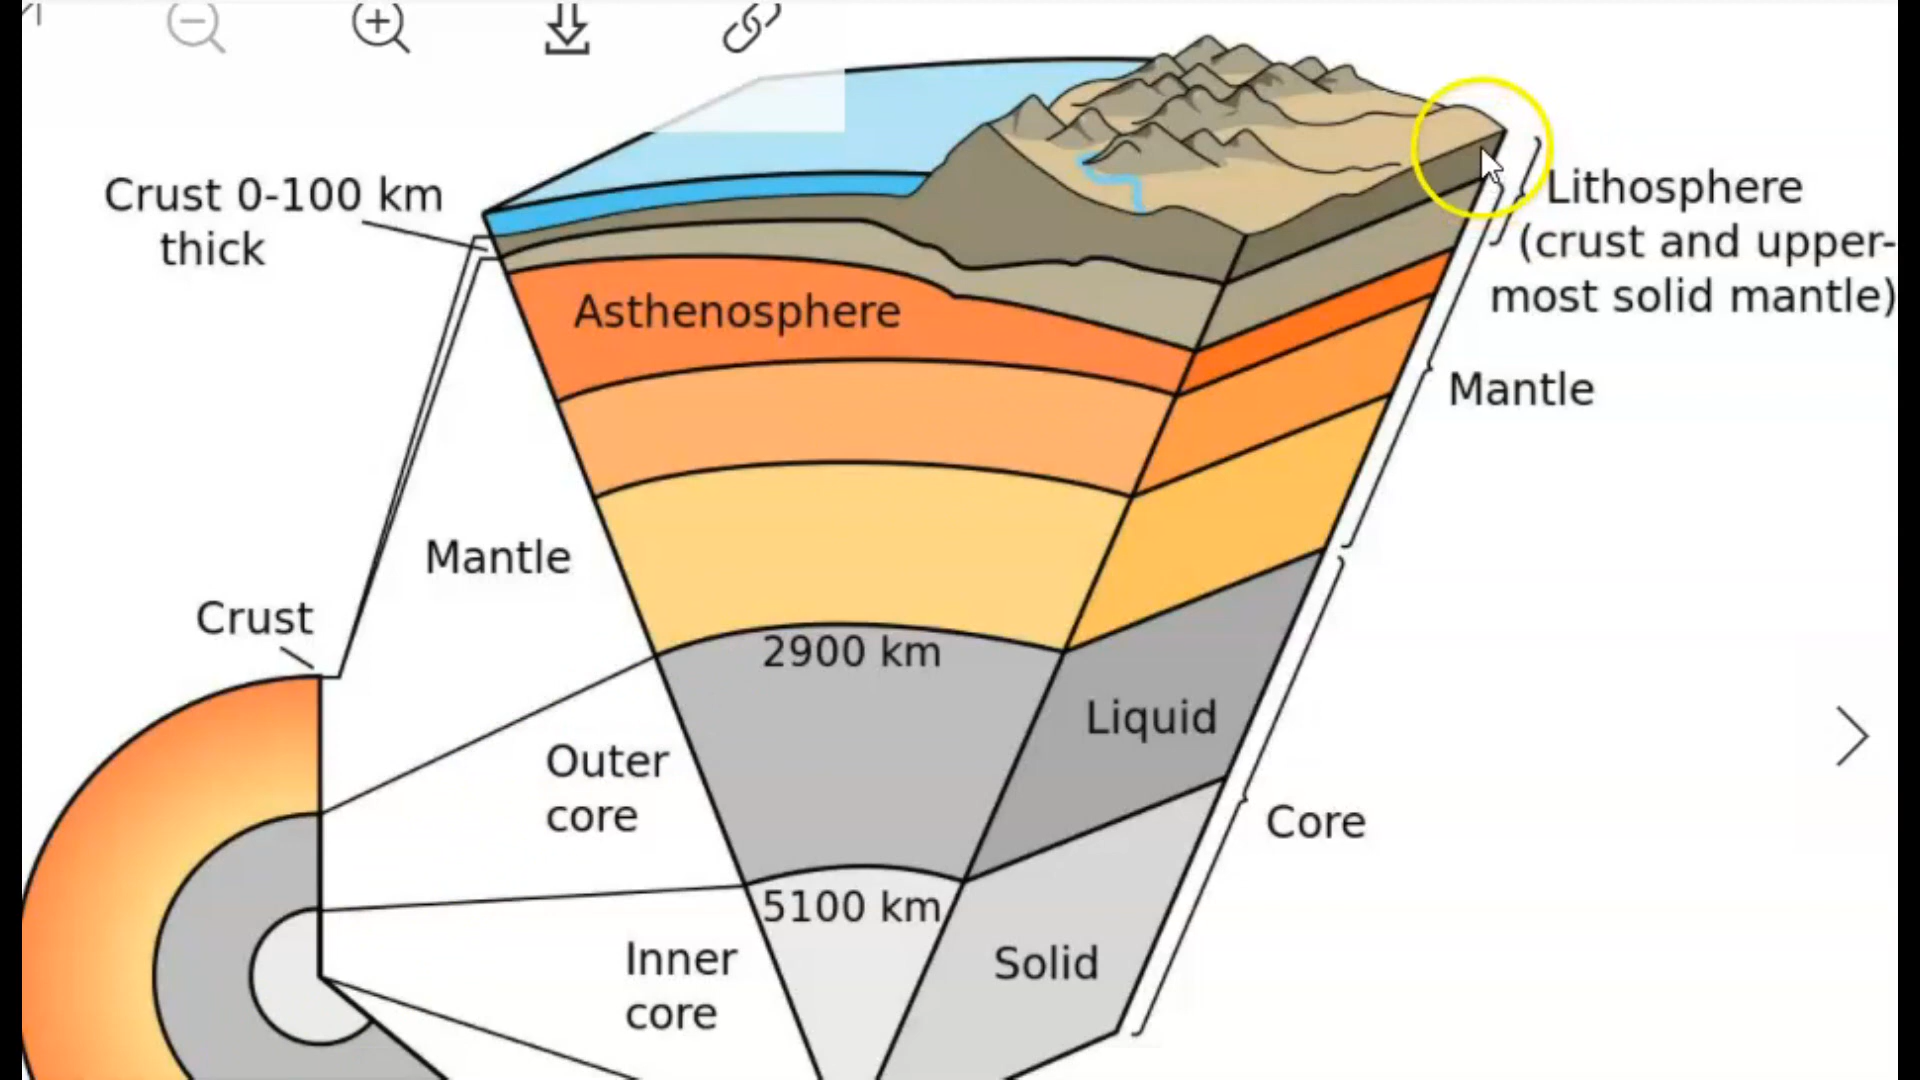 Crust 0-100 km
thick
Lithosphere
(crust and upper-
most solid mantle)
Asthenosphere
Mantle
Mantle
Crust
2900 km
Liquid
Outer
core
Core
5100 km
Inner
core
Solid